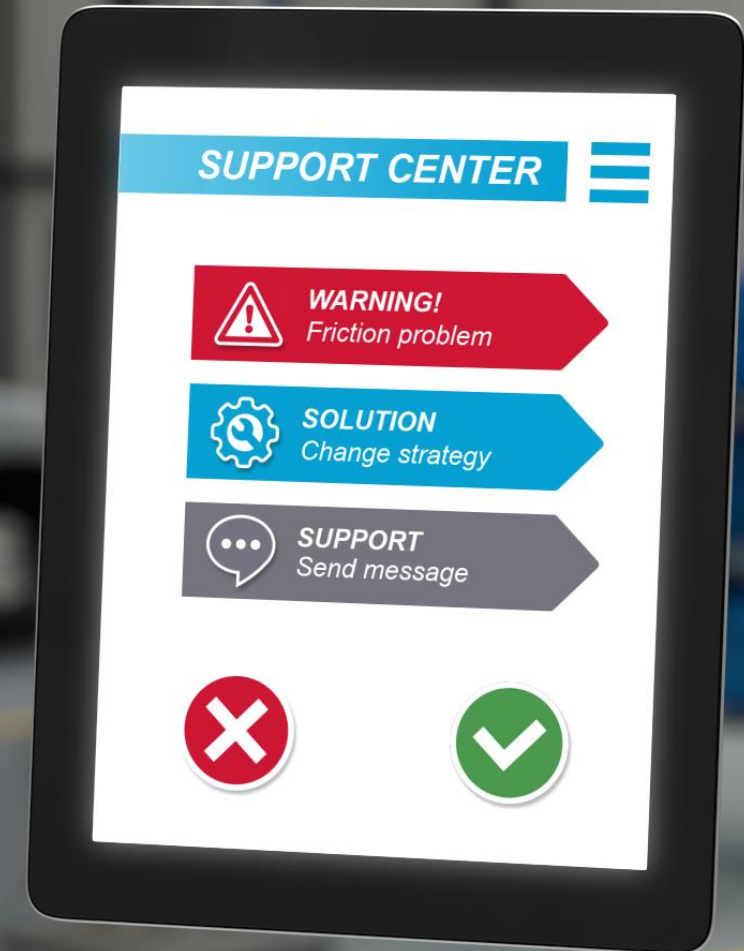 SUPPORT CENTER
WARNING!
Friction problem
SOLUTION
Change strategy
SUPPORT
Send message